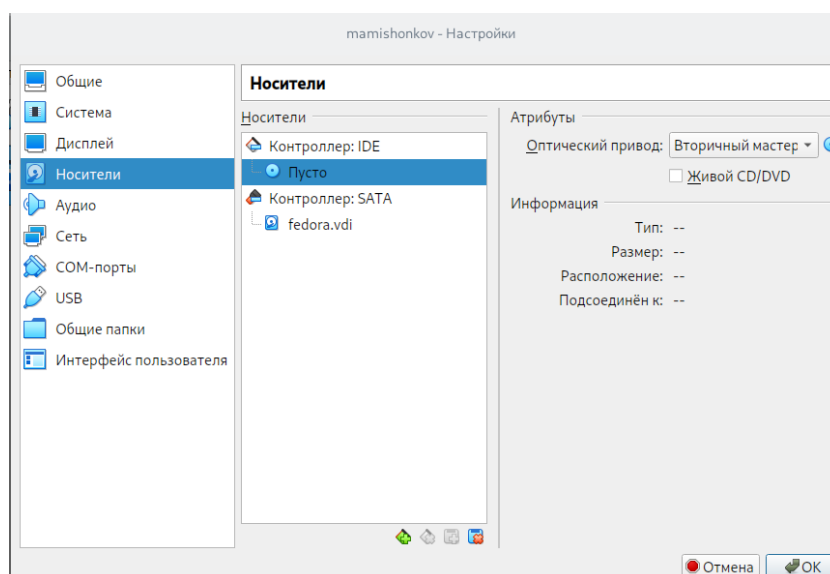 mamishonkov - Настройки
Общие
Система
Дисплей
Носители
Аудио
Сеть
COM-порты
USB
Общие папки
Интерфейс пользователя
Носители
Носители
Контроллер: IDE
Пусто
Контроллер: SATA
fedora.vdi
Атрибуты
Оптический привод: Вторичный мастер
Живой CD/DVD
Информация
Тип: --
Размер: --
Расположение: --
Подсоединён к: --
Отмена OK